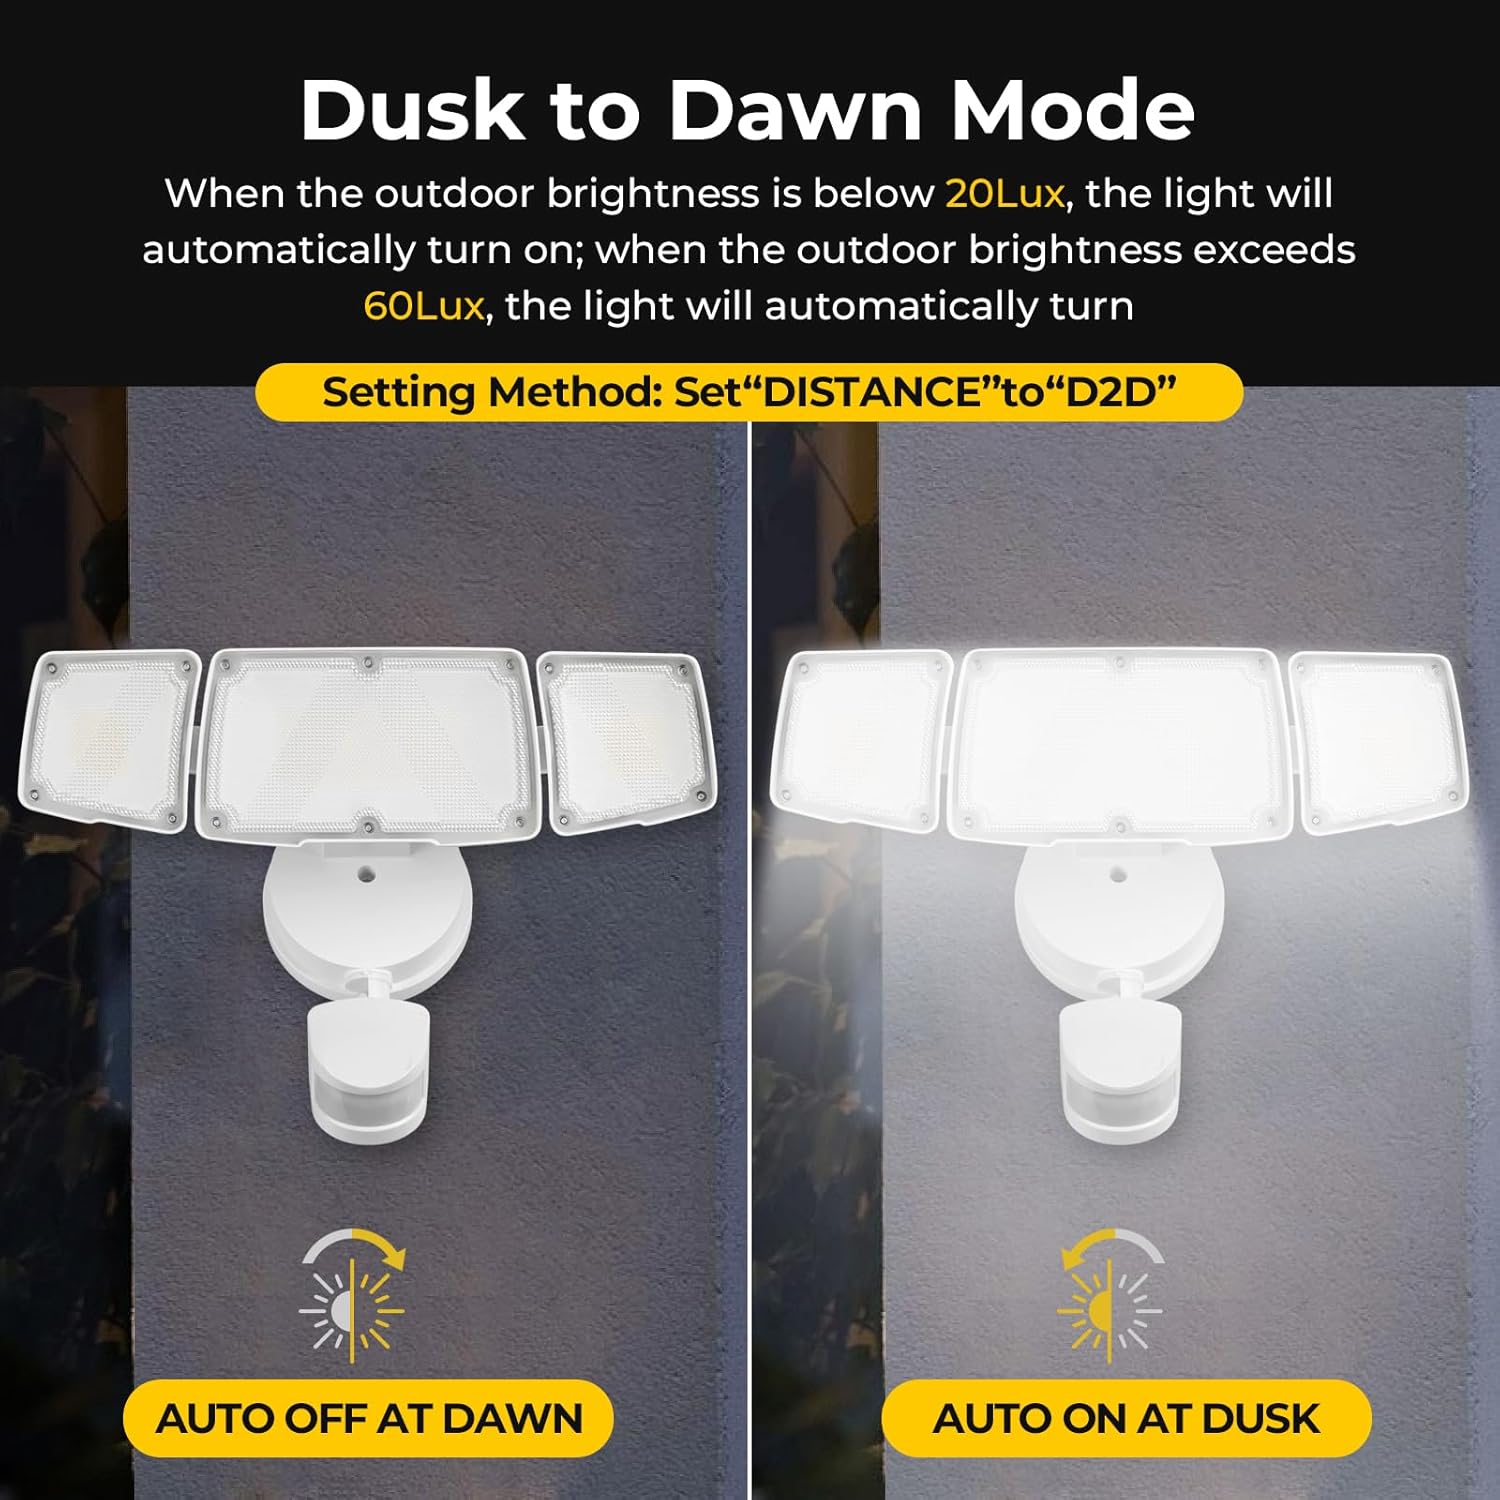 Dusk to Dawn Mode
When the outdoor brightness is below 20Lux, the light will
automatically turn on; when the outdoor brightness exceeds
60Lux, the light will automatically turn
Setting Method: Set“DISTANCE”to“D2D”
AUTO OFF AT DAWN
AUTO ON AT DUSK